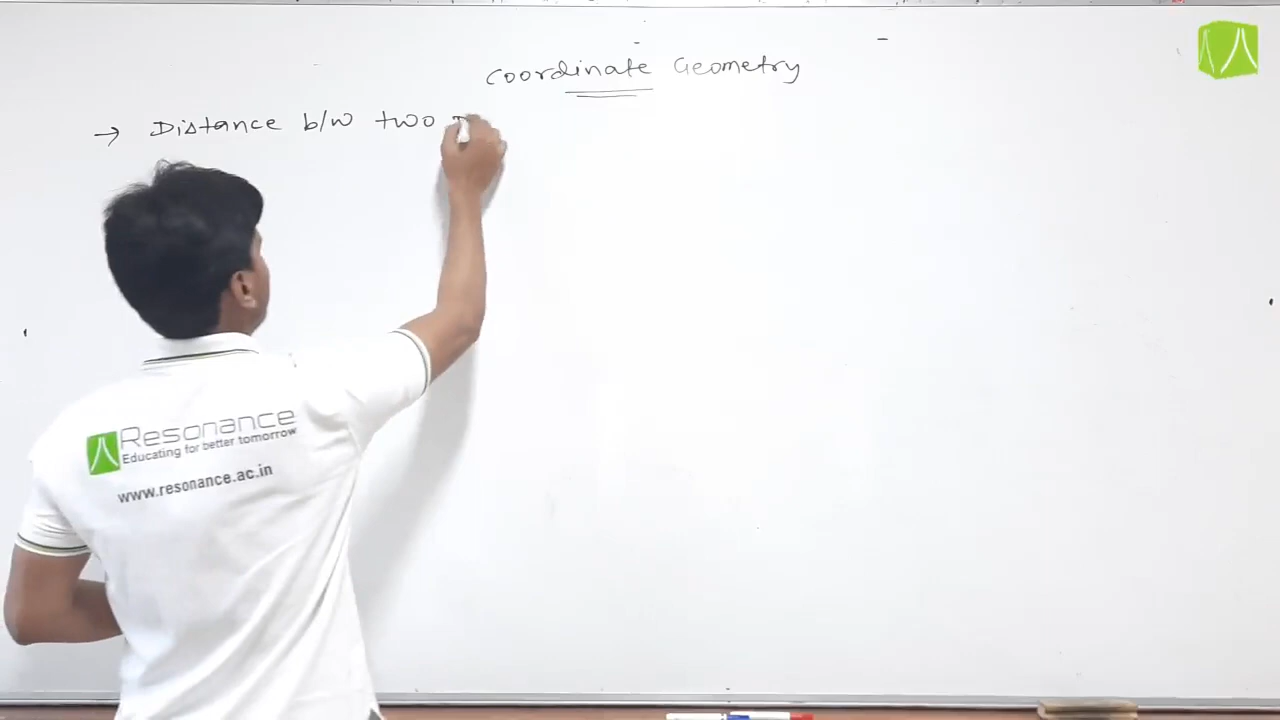 Coordinate Geometry
→ Distance b/w two
Resonance
Educating for better tomorrow
www.resonance.ac.in